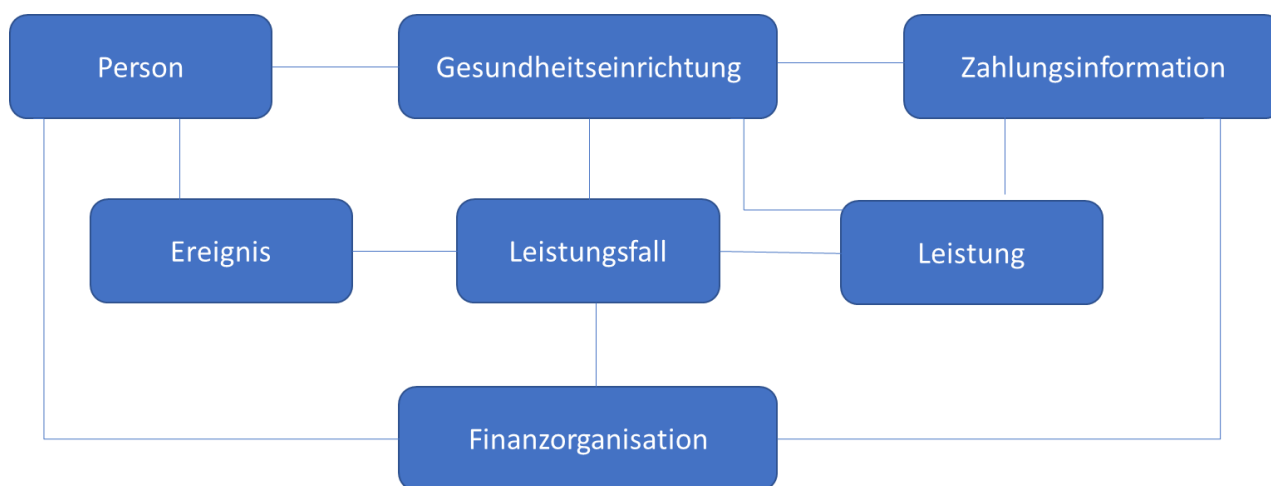 Person
Gesundheitseinrichtung
Zahlungsinformation
Ereignis
Leistungsfall
Leistung
Finanzorganisation